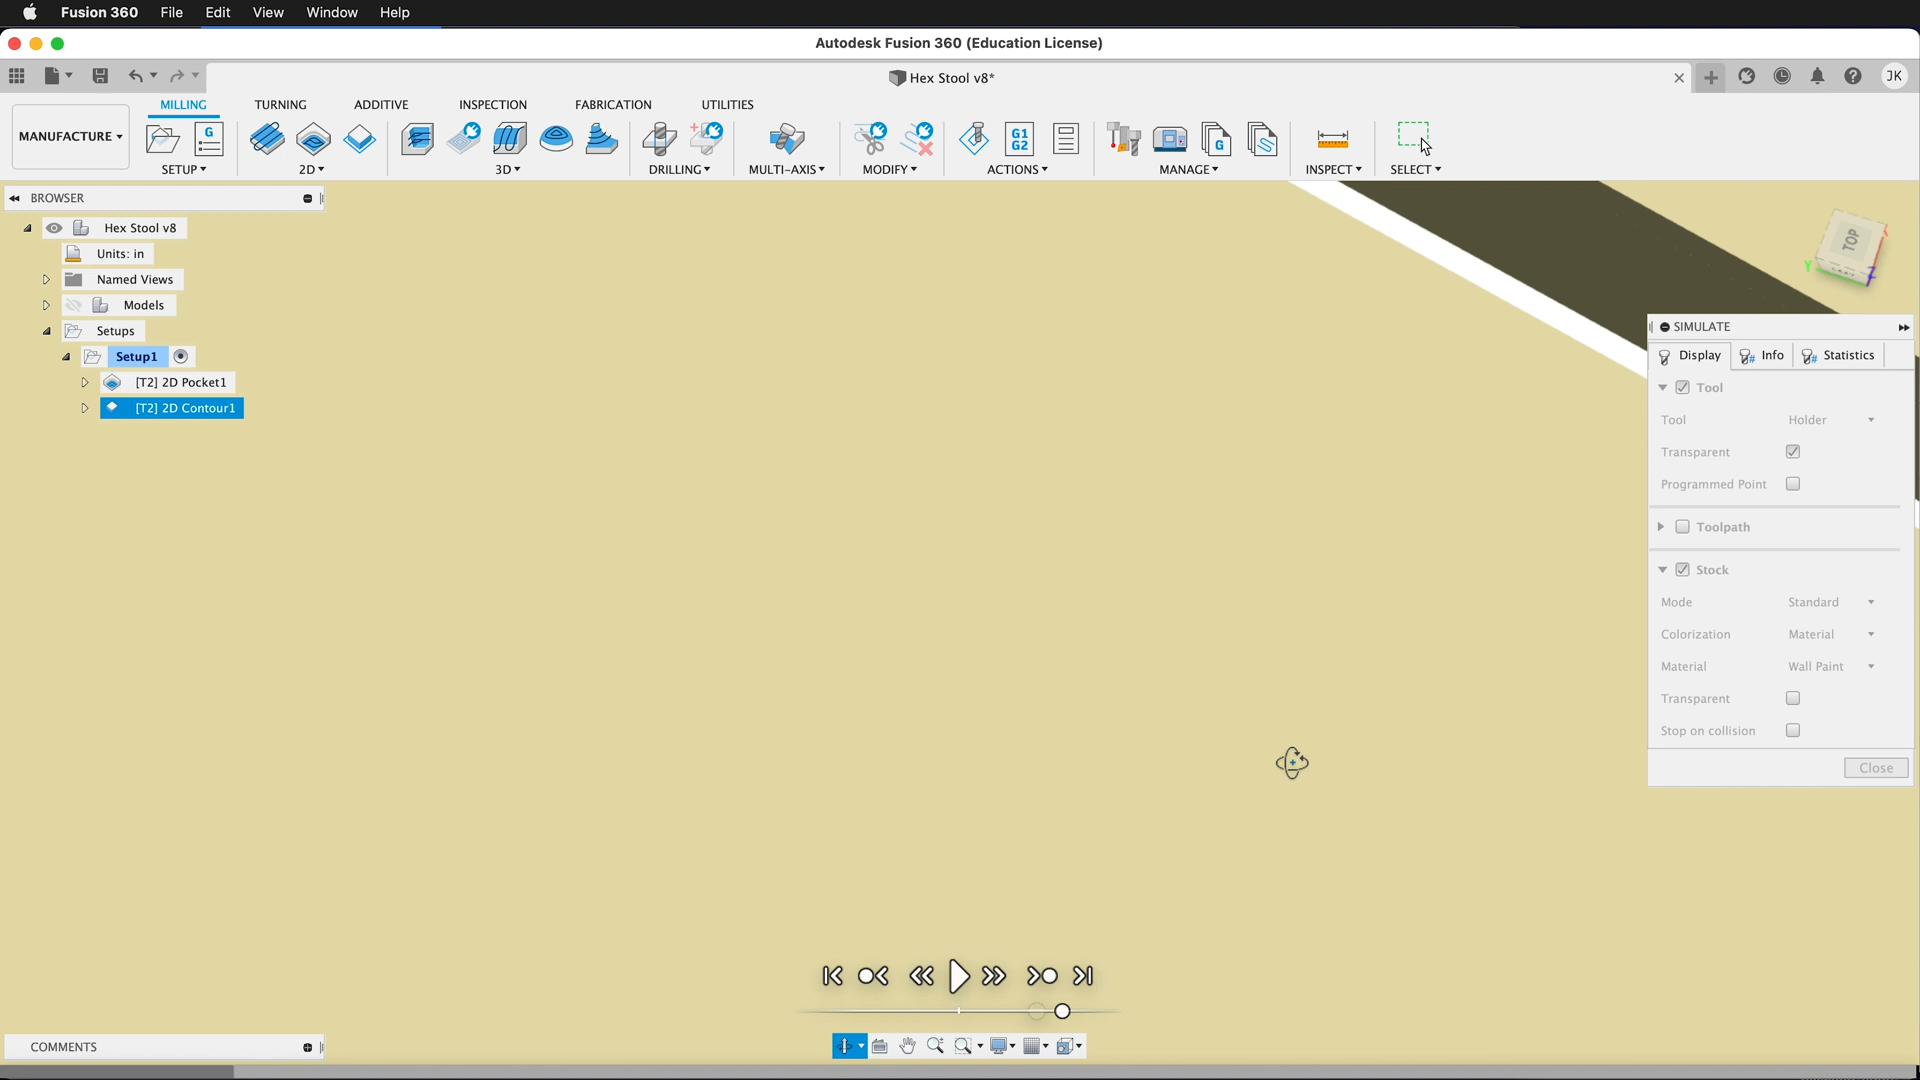 Fusion 360 File Edit View Window Help
Autodesk Fusion 360 (Education License)
Hex Stool v8*
JK
MANUFACTURE
MILLING TURNING ADDITIVE INSPECTION FABRICATION UTILITIES
G G1 G2 G
SETUP 2D 3D DRILLING MULTI-AXIS MODIFY ACTIONS MANAGE INSPECT SELECT
BROWSER
Hex Stool v8
Units: in
Named Views
Models
Setups
Setup1
[T2] 2D Pocket1
[T2] 2D Contour1
TOP
X
Y
Z
SIMULATE
Display Info Statistics
Tool
Tool Holder
Transparent
Programmed Point
Toolpath
Stock
Mode Standard
Colorization Material
Material Wall Paint
Transparent
Stop on collision
Close
COMMENTS